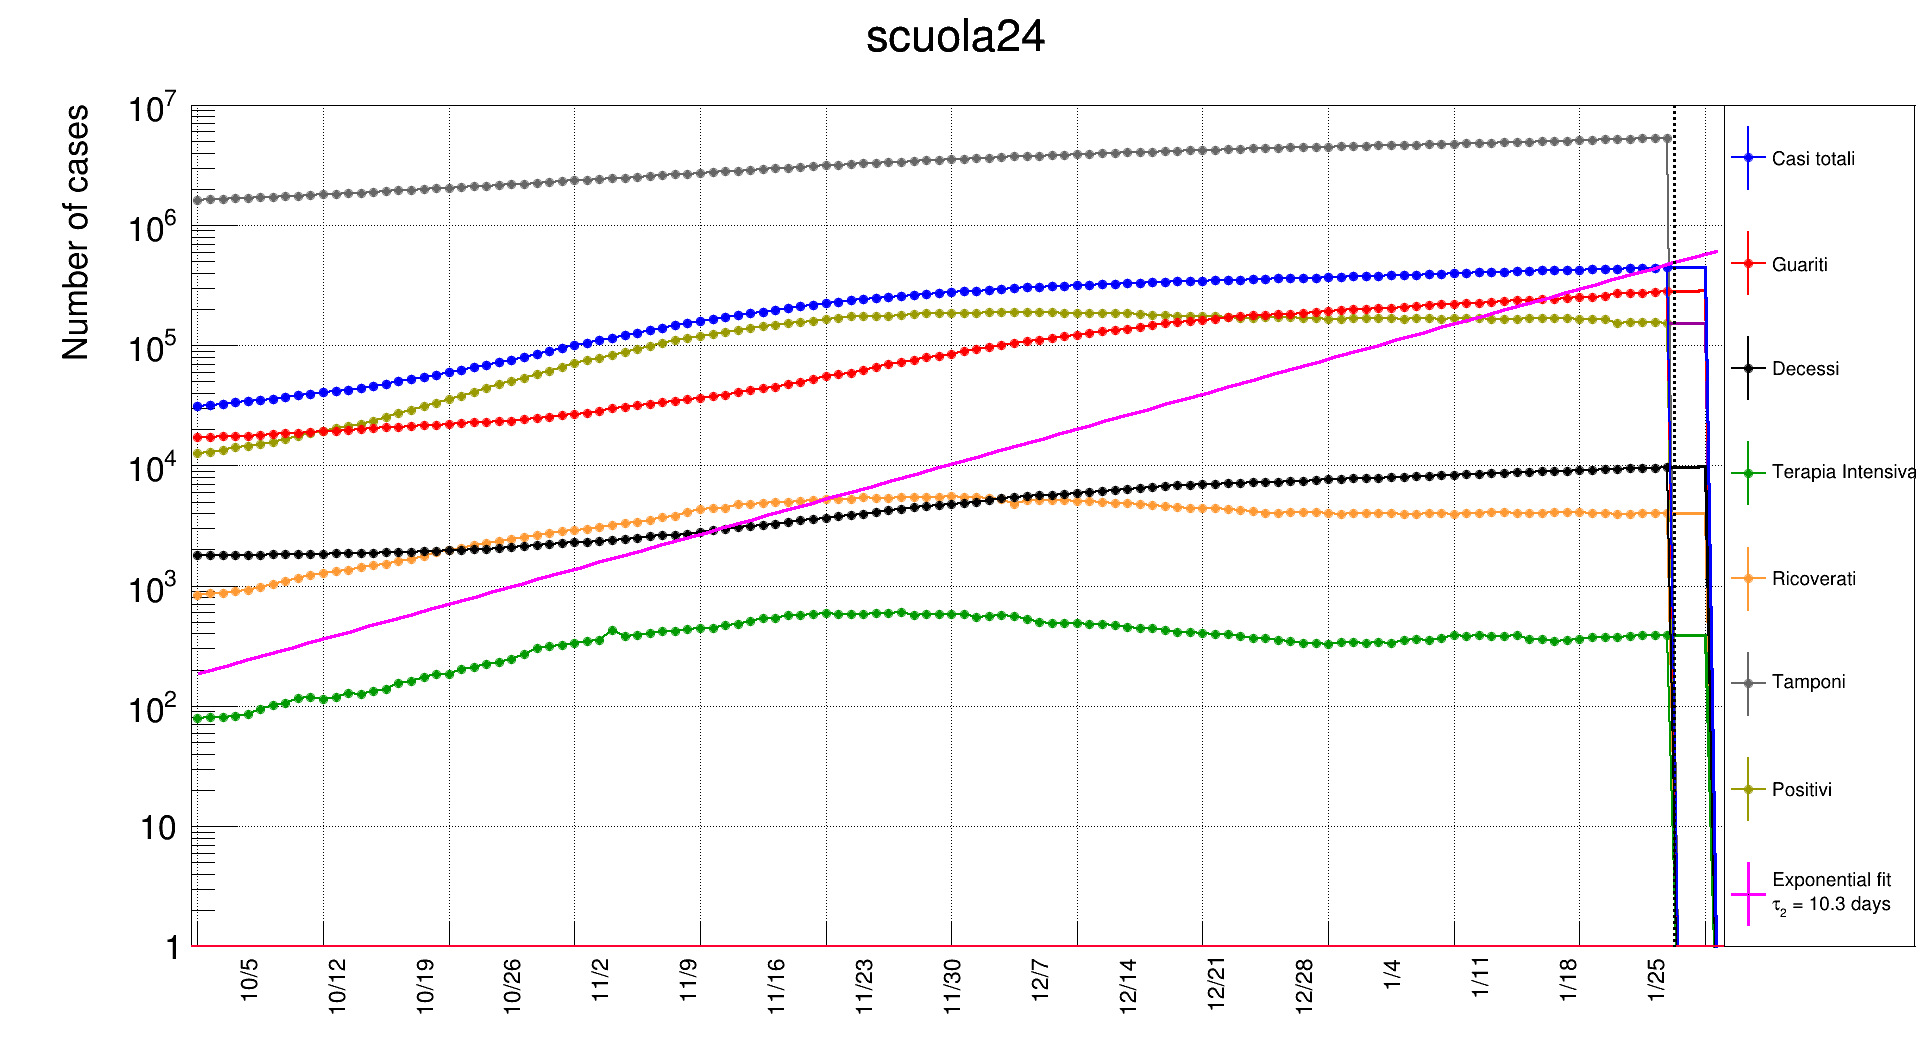 scuola24
Number of cases
10^7
10^6
10^5
10^4
10^3
10^2
10
1
10/5
10/12
10/19
10/26
11/2
11/9
11/16
11/23
11/30
12/7
12/14
12/21
12/28
1/4
1/11
1/18
1/25
Casi totali
Guariti
Decessi
Terapia Intensiva
Ricoverati
Tamponi
Positivi
Exponential fit
τ₂ = 10.3 days